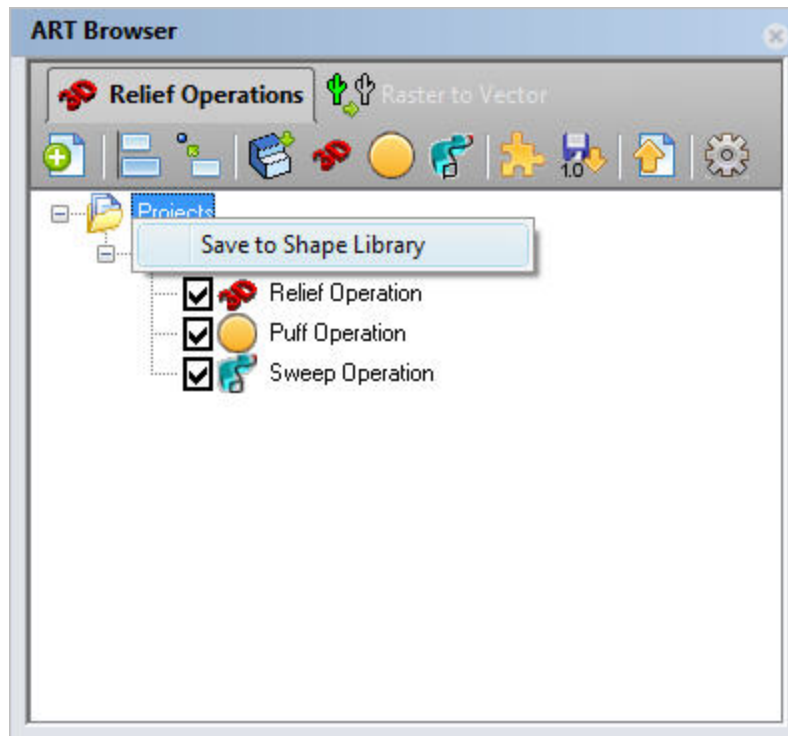 ART Browser
Relief Operations Raster to Vector
1.0
Projects
Save to Shape Library
Relief Operation
Puff Operation
Sweep Operation